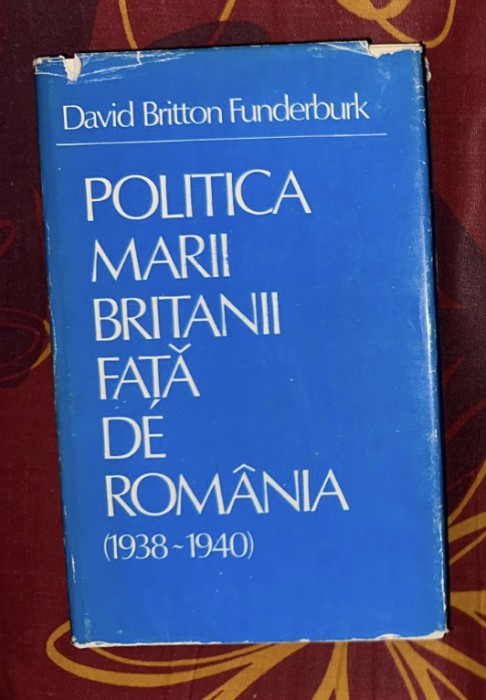 David Britton Funderburk
POLITICA
MARII
BRITANII
FAȚĂ
DE
ROMÂNIA
(1938~1940)